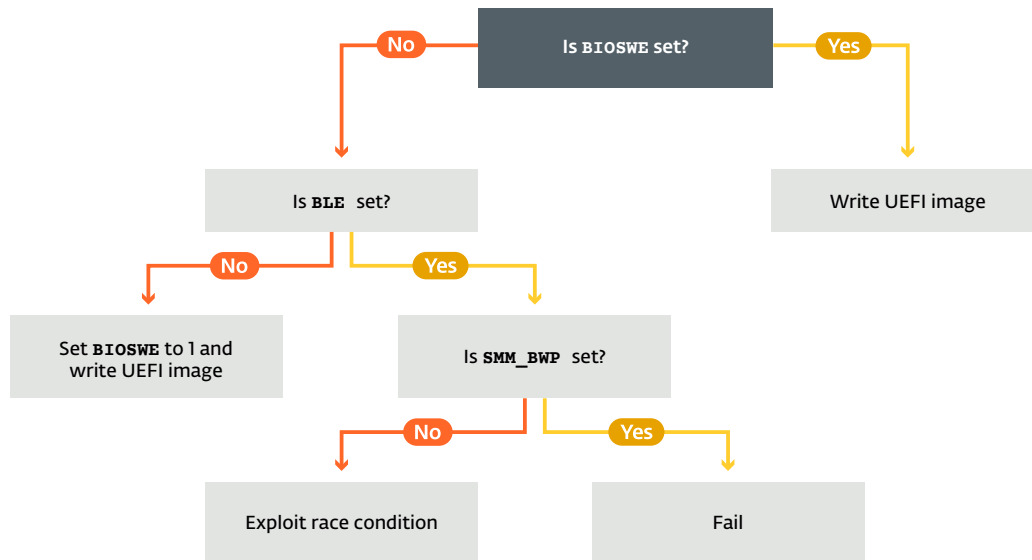 Is BIOSWE set?
No
Yes
Is BLE set?
Write UEFI image
No
Yes
Set BIOSWE to 1 and
write UEFI image
Is SMM_BWP set?
No
Yes
Exploit race condition
Fail